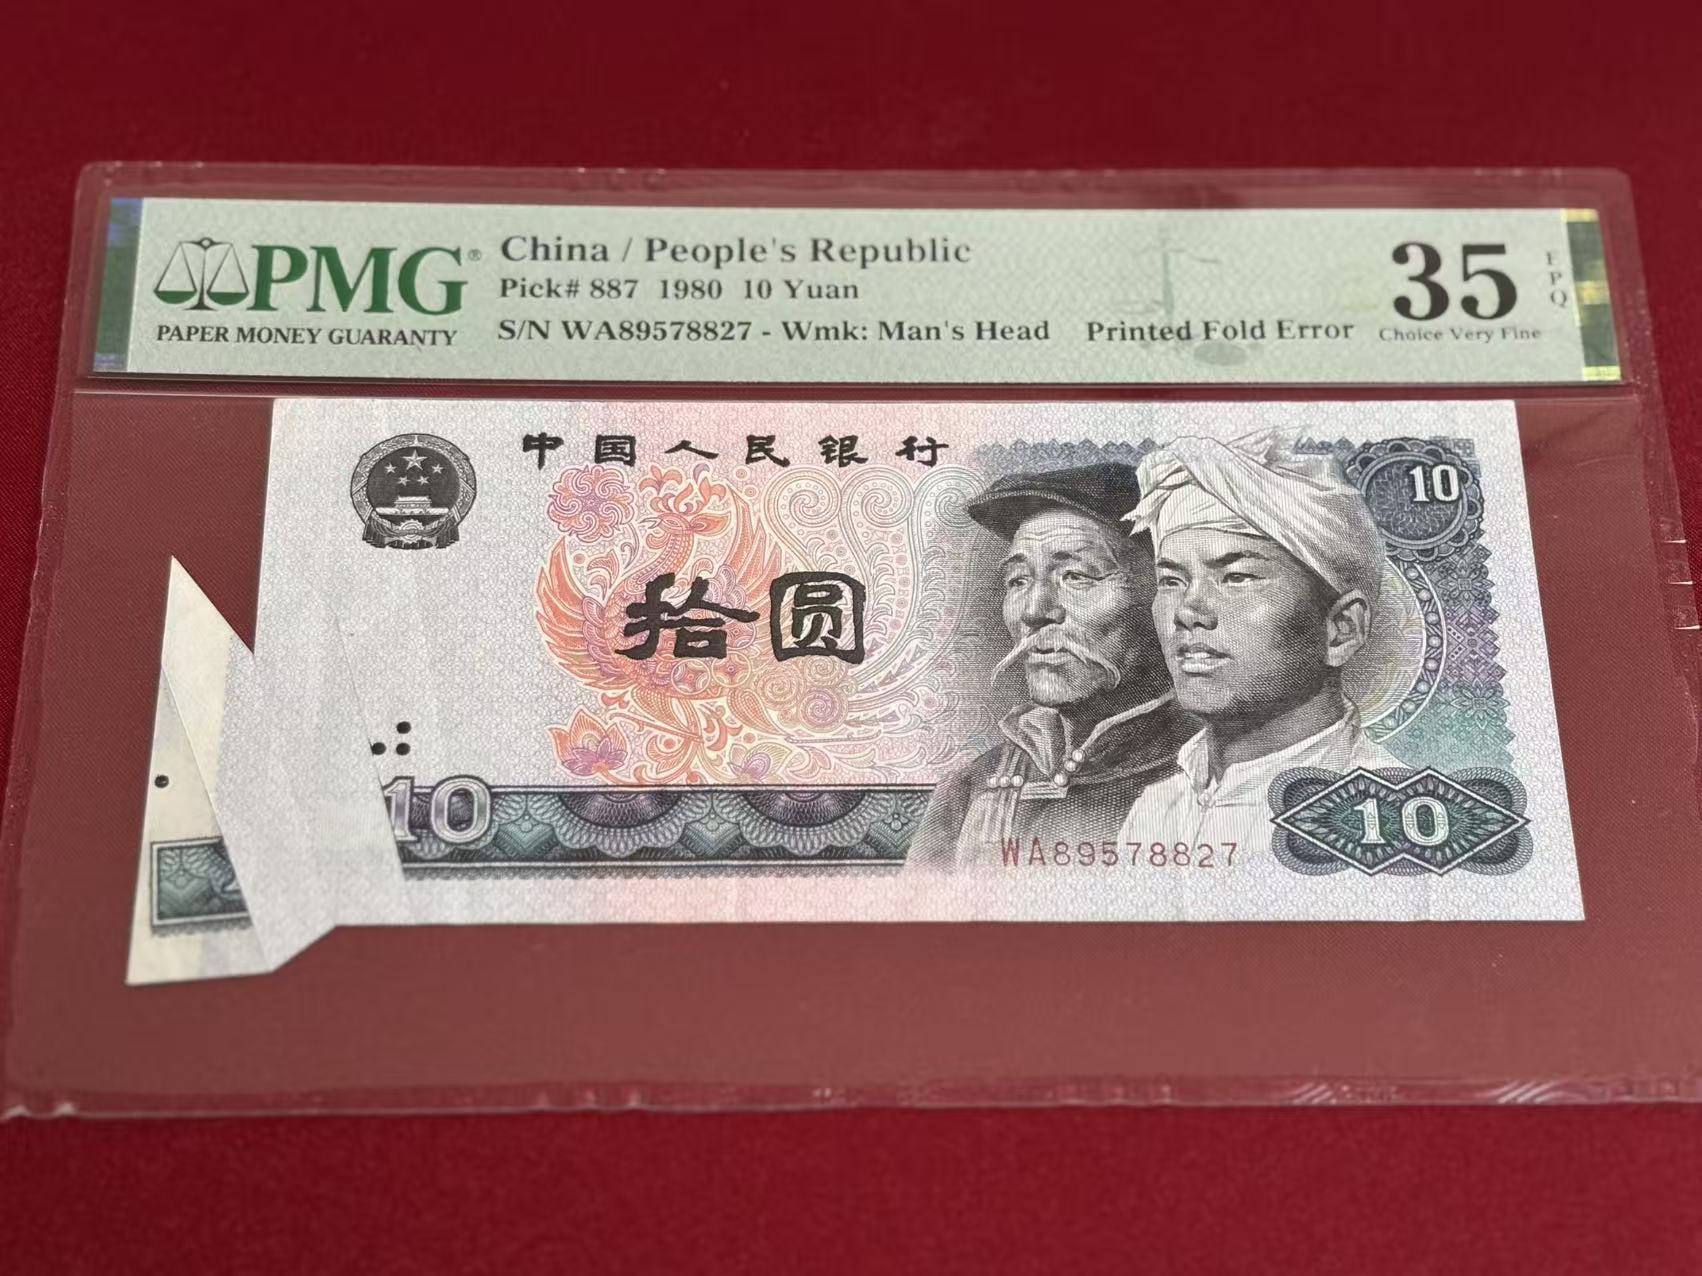 PMG®
PAPER MONEY GUARANTY
China / People's Republic
Pick# 887 1980 10 Yuan
S/N WA89578827 - Wmk: Man's Head Printed Fold Error
35
EPQ
Choice Very Fine
中国人民银行
10
拾圆
10
10
WA89578827